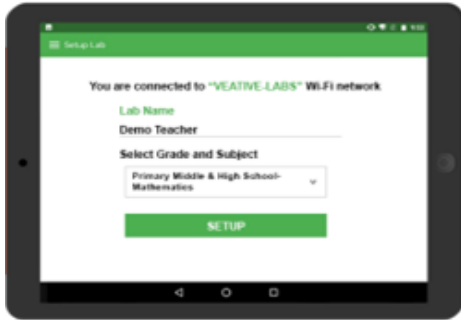 Setup Lab
You are connected to "VEATIVE-LABS" Wi-Fi network
Lab Name
Demo Teacher
Select Grade and Subject
Primary Middle & High School-
Mathematics
SETUP